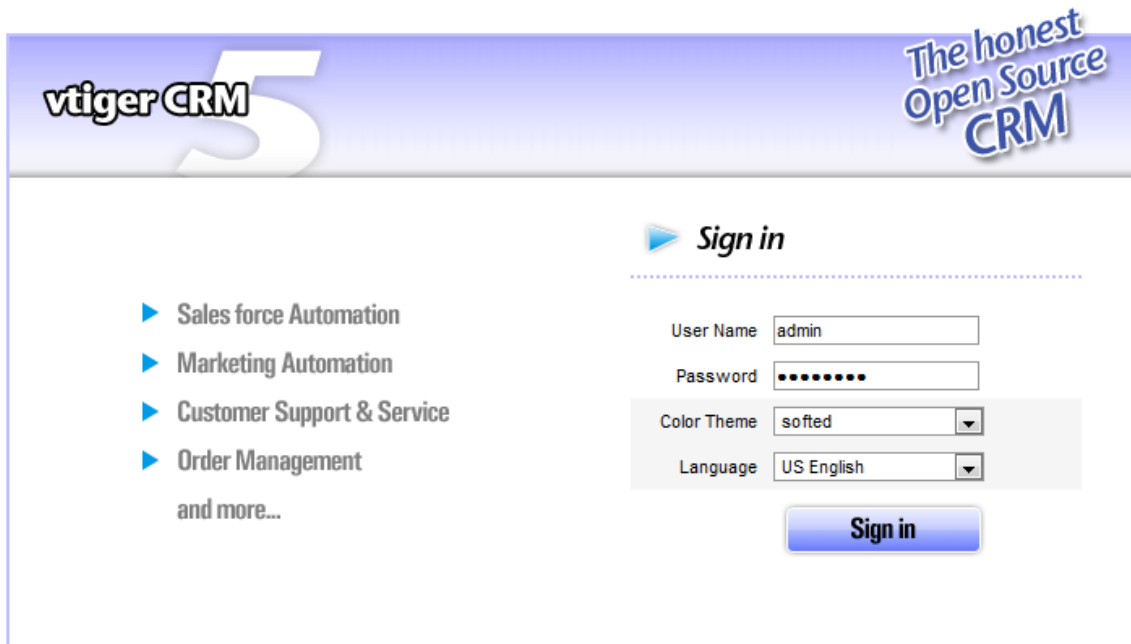 vtiger CRM 5
The honest
Open Source
CRM
Sales force Automation
Marketing Automation
Customer Support & Service
Order Management
and more...
Sign in
User Name admin
Password ••••••••
Color Theme softed
Language US English
Sign in